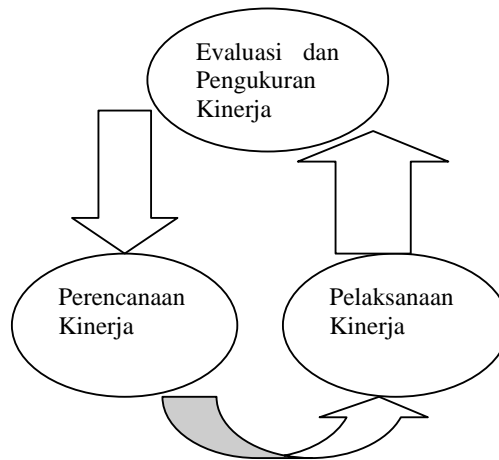 Evaluasi dan
Pengukuran
Kinerja
Perencanaan
Kinerja
Pelaksanaan
Kinerja